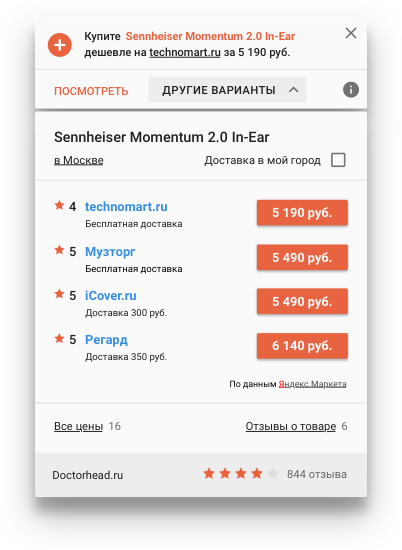 Купите Sennheiser Momentum 2.0 In-Ear
дешевле на technomart.ru за 5 190 руб.
ПОСМОТРЕТЬ ДРУГИЕ ВАРИАНТЫ
Sennheiser Momentum 2.0 In-Ear
в Москве Доставка в мой город
4 technomart.ru 5 190 руб.
Бесплатная доставка
5 Музторг 5 490 руб.
Бесплатная доставка
5 iCover.ru 5 490 руб.
Доставка 300 руб.
5 Регард 6 140 руб.
Доставка 350 руб.
По данным Яндекс.Маркета
Все цены 16 Отзывы о товаре 6
Doctorhead.ru 844 отзыва